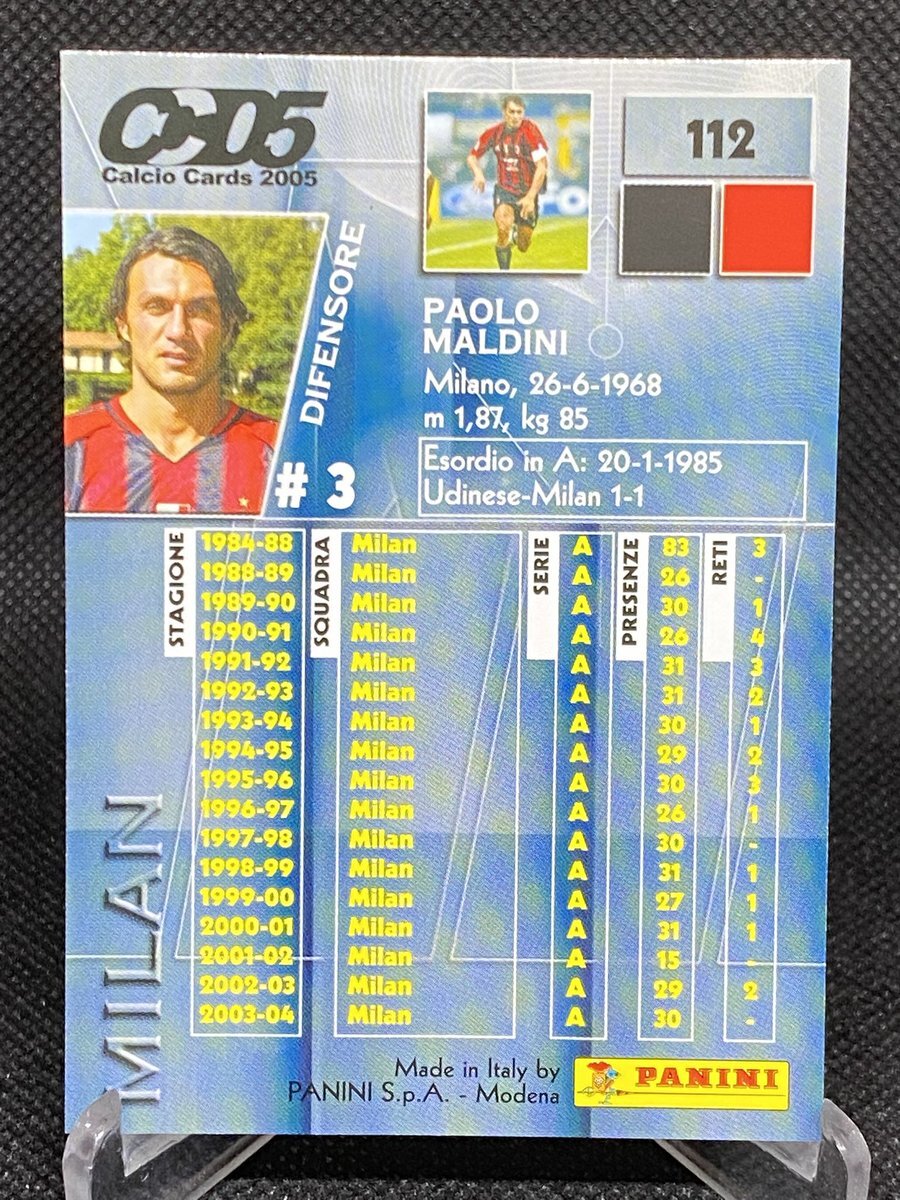 CC05
Calcio Cards 2005
112
DIFENSORE
# 3
PAOLO
MALDINI
Milano, 26-6-1968
m 1,87, kg 85
Esordio in A: 20-1-1985
Udinese-Milan 1-1
STAGIONE SQUADRA SERIE PRESENZE RETI
1984-88 Milan A 83 3
1988-89 Milan A 26 -
1989-90 Milan A 30 1
1990-91 Milan A 26 4
1991-92 Milan A 31 3
1992-93 Milan A 31 2
1993-94 Milan A 30 1
1994-95 Milan A 29 2
1995-96 Milan A 30 3
1996-97 Milan A 26 1
1997-98 Milan A 30 -
1998-99 Milan A 31 1
1999-00 Milan A 27 1
2000-01 Milan A 31 1
2001-02 Milan A 15 -
2002-03 Milan A 29 2
2003-04 Milan A 30 -
MILAN
Made in Italy by
PANINI S.p.A. - Modena
PANINI